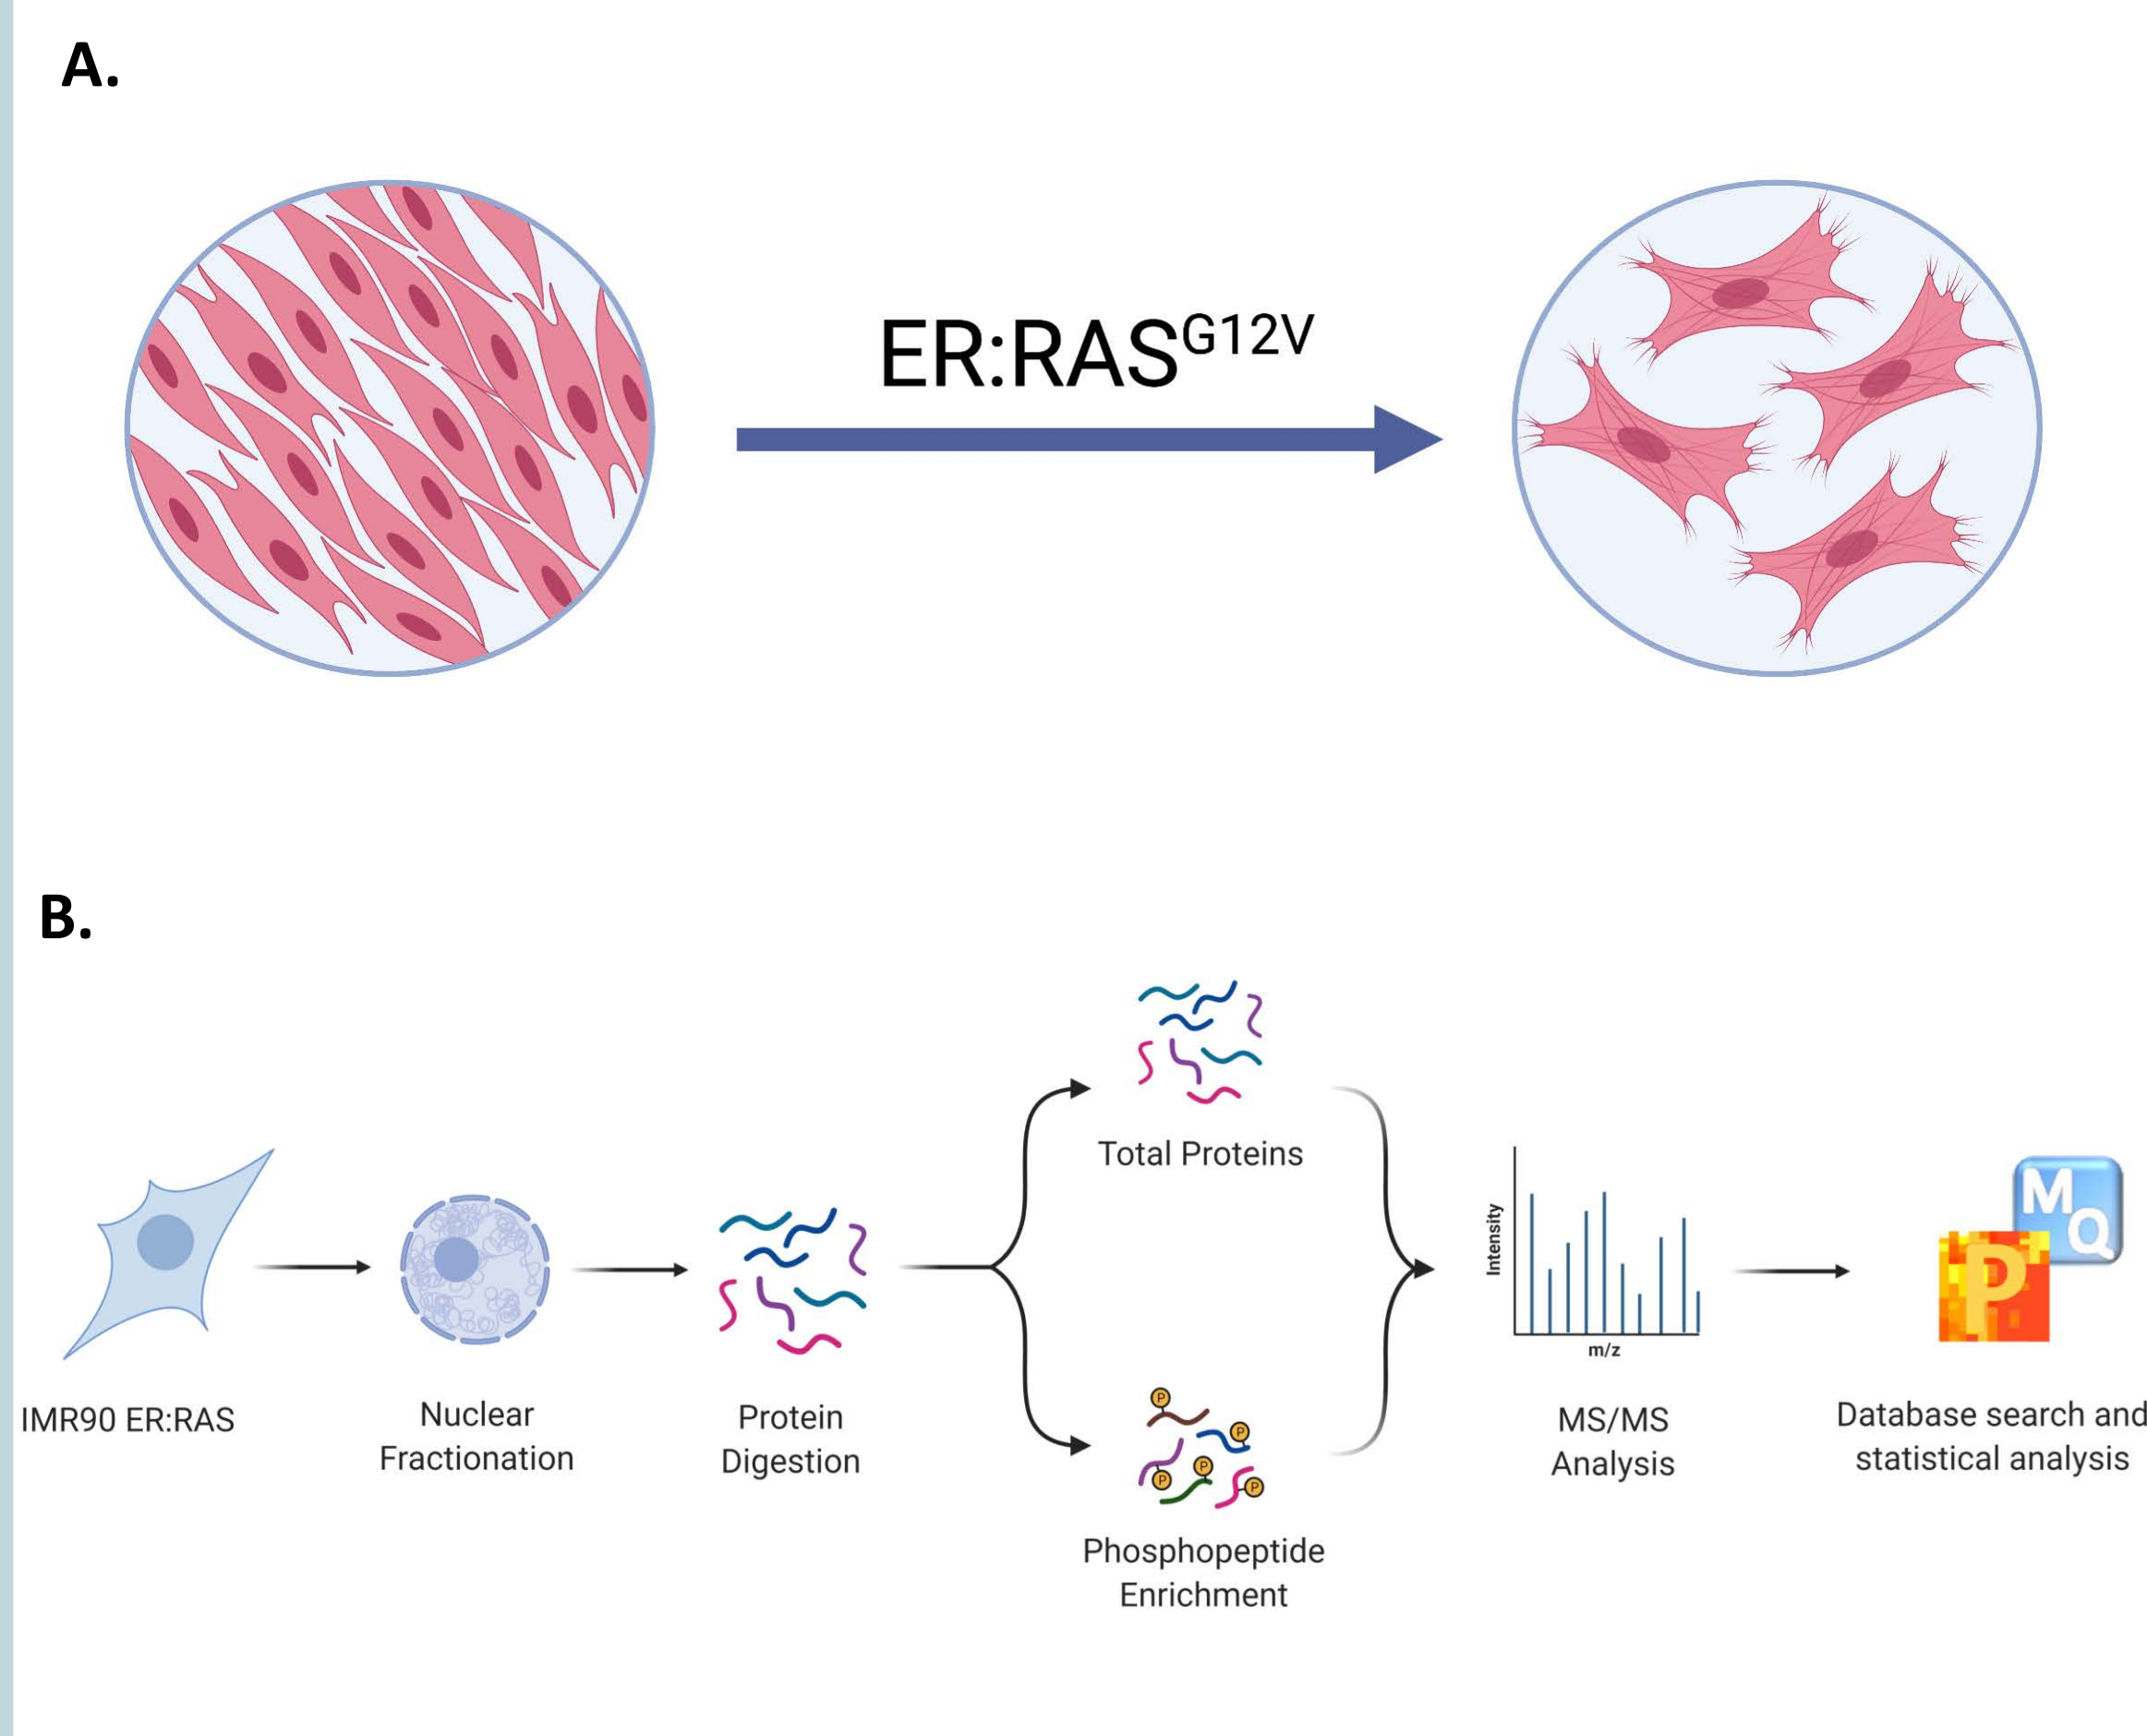 A.
ER:RASG12V
B.
IMR90 ER:RAS
Nuclear
Fractionation
Protein
Digestion
Total Proteins
P
P
P
P
P
Phosphopeptide
Enrichment
Intensity
m/z
MS/MS
Analysis
M
Q
P
Database search and
statistical analysis